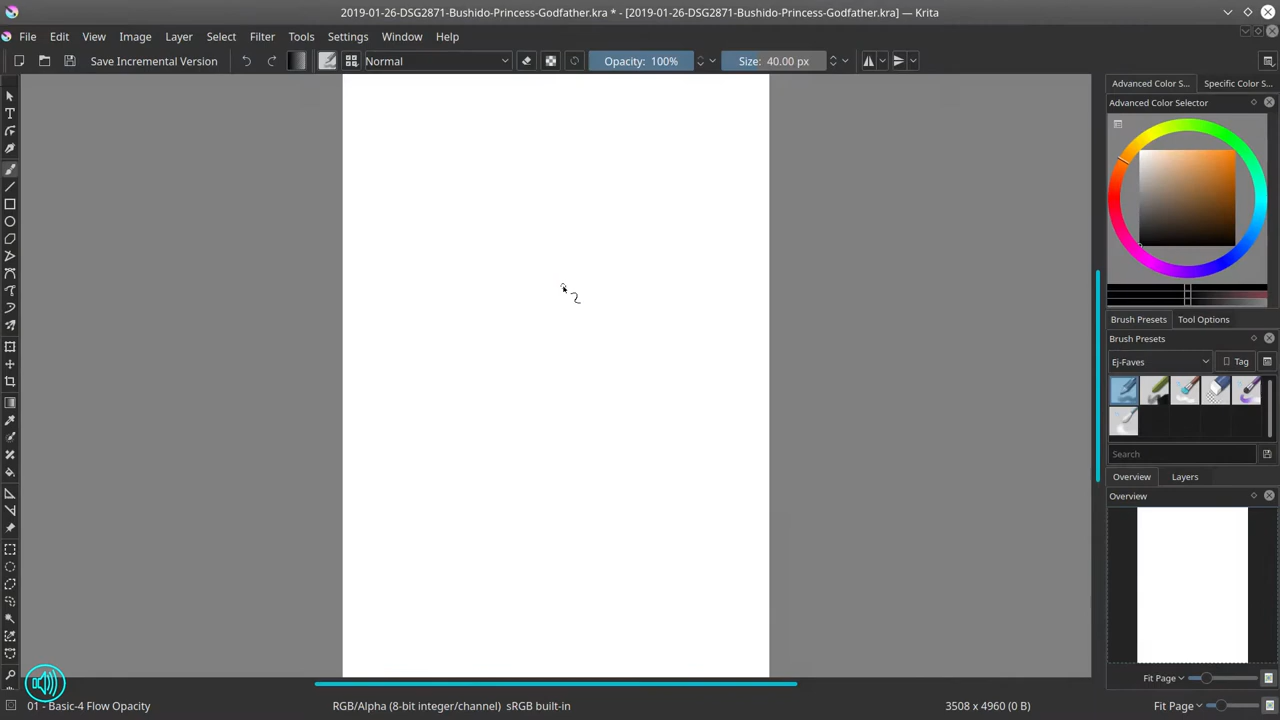 2019-01-26-DSG2871-Bushido-Princess-Godfather.kra * - [2019-01-26-DSG2871-Bushido-Princess-Godfather.kra] — Krita
File Edit View Image Layer Select Filter Tools Settings Window Help
Save Incremental Version Normal Opacity: 100% Size: 40.00 px
Advanced Color S... Specific Color S...
Advanced Color Selector
Brush Presets Tool Options
Brush Presets
Ej-Faves Tag
Search
Overview Layers
Overview
Fit Page
01 - Basic-4 Flow Opacity RGB/Alpha (8-bit integer/channel) sRGB built-in 3508 x 4960 (0 B) Fit Page